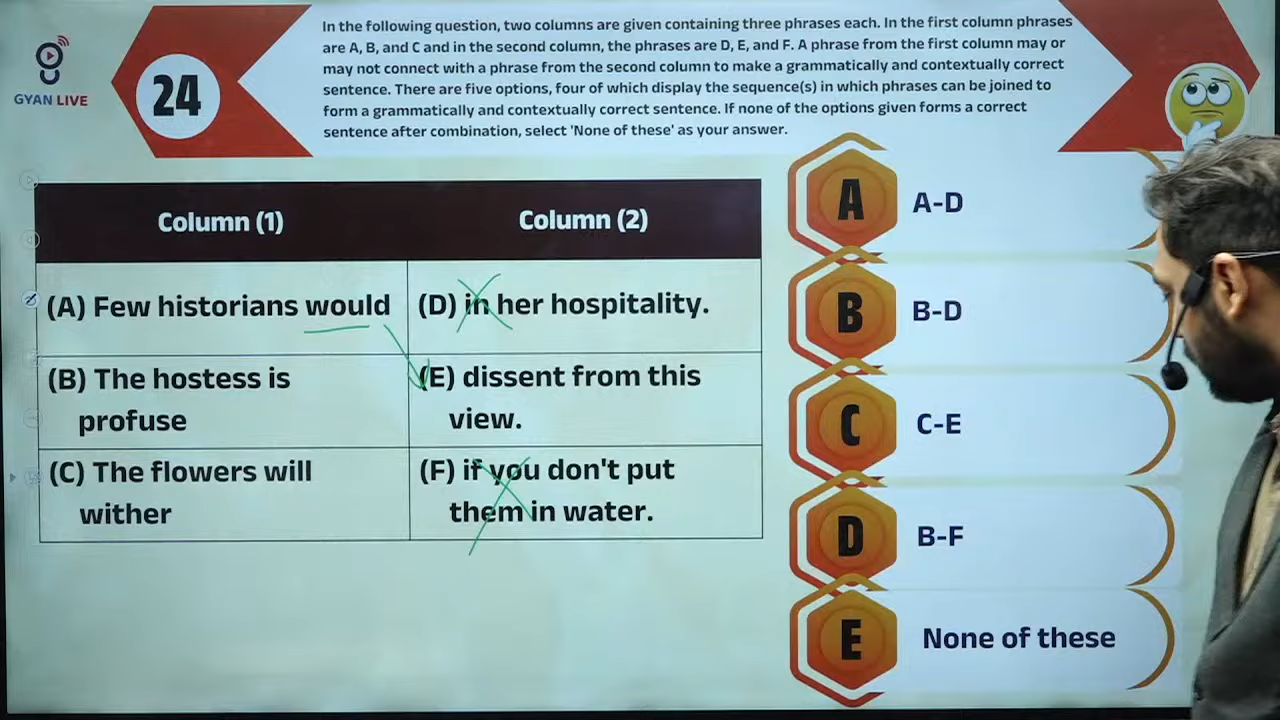 In the following question, two columns are given containing three phrases each. In the first column phrases
are A, B, and C and in the second column, the phrases are D, E, and F. A phrase from the first column may or
may not connect with a phrase from the second column to make a grammatically and contextually correct
sentence. There are five options, four of which display the sequence(s) in which phrases can be joined to
form a grammatically and contextually correct sentence. If none of the options given forms a correct
sentence after combination, select 'None of these' as your answer.
GYAN LIVE
24
Column (1)
Column (2)
(A) Few historians would
(D) in her hospitality.
(B) The hostess is
profuse
(E) dissent from this
view.
(C) The flowers will
wither
(F) if you don't put
them in water.
A
A-D
B
B-D
C
C-E
D
B-F
E
None of these